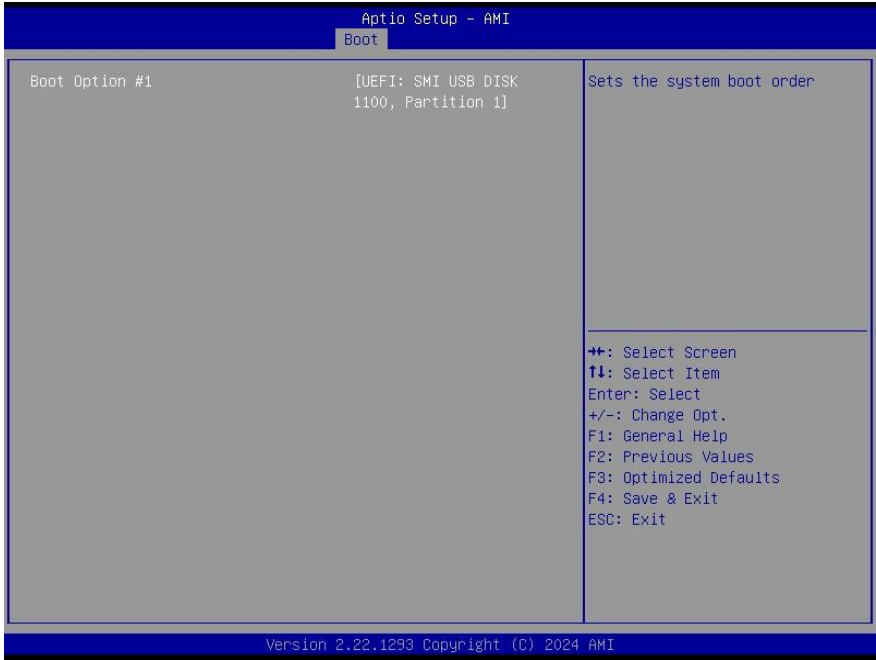 Aptio Setup – AMI
Boot
Boot Option #1 [UEFI: SMI USB DISK
1100, Partition 1]
Sets the system boot order
→←: Select Screen
↑↓: Select Item
Enter: Select
+/-: Change Opt.
F1: General Help
F2: Previous Values
F3: Optimized Defaults
F4: Save & Exit
ESC: Exit
Version 2.22.1293 Copyright (C) 2024 AMI